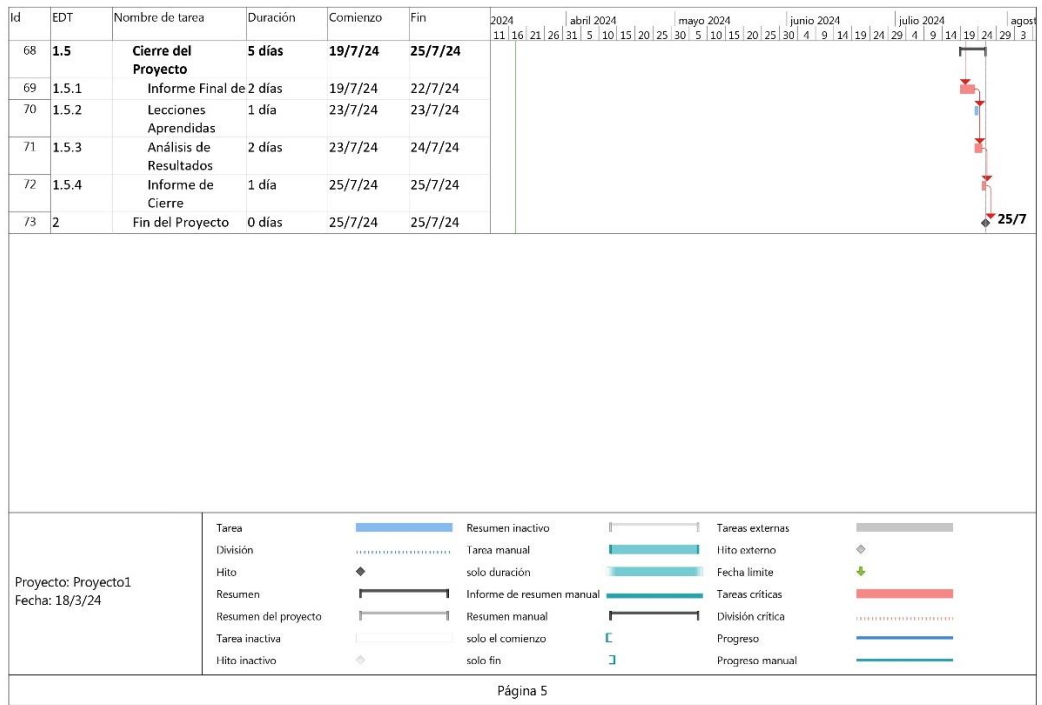 Id EDT Nombre de tarea Duración Comienzo Fin
2024 abril 2024 mayo 2024 junio 2024 julio 2024 agost
11 16 21 26 31 5 10 15 20 25 30 5 10 15 20 25 30 4 9 14 19 24 29 4 9 14 19 24 29 3
68 1.5 Cierre del Proyecto 5 días 19/7/24 25/7/24
69 1.5.1 Informe Final de 2 días 19/7/24 22/7/24
70 1.5.2 Lecciones Aprendidas 1 día 23/7/24 23/7/24
71 1.5.3 Análisis de Resultados 2 días 23/7/24 24/7/24
72 1.5.4 Informe de Cierre 1 día 25/7/24 25/7/24
73 2 Fin del Proyecto 0 días 25/7/24 25/7/24
25/7
Proyecto: Proyecto1
Fecha: 18/3/24
Tarea
División
Hito
Resumen
Resumen del proyecto
Tarea inactiva
Hito inactivo
Resumen inactivo
Tarea manual
solo duración
Informe de resumen manual
Resumen manual
solo el comienzo
solo fin
Tareas externas
Hito externo
Fecha límite
Tareas críticas
División crítica
Progreso
Progreso manual
Página 5